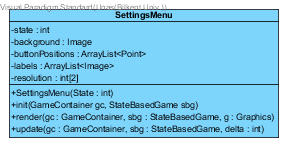 Visual Paradigm Standard(Ugas(Bilkent Univ.))
SettingsMenu
-state : int
-background : Image
-buttonPositions : ArrayList<Point>
-labels : ArrayList<Image>
-resolution : int[2]
+SettingsMenu(State : int)
+init(GameContainer gc, StateBasedGame sbg)
+render(gc : GameContainer, sbg : StateBasedGame, g : Graphics)
+update(gc : GameContainer, sbg : StateBasedGame, delta : int)